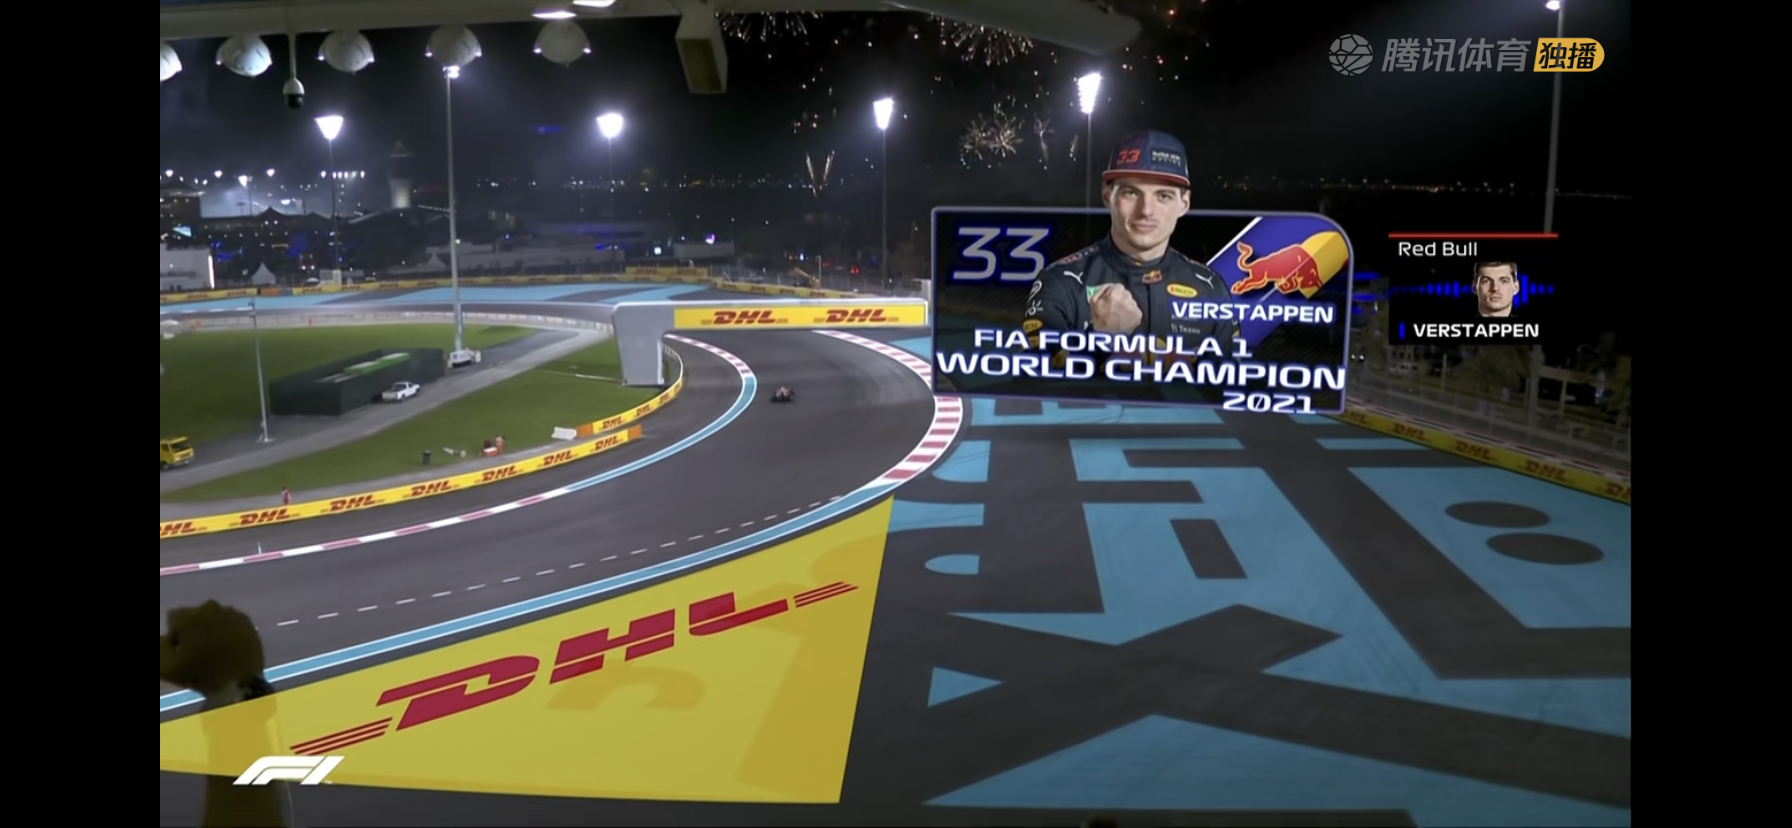 腾讯体育 独播
33
VERSTAPPEN
FIA FORMULA 1
WORLD CHAMPION
2021
Red Bull
VERSTAPPEN
DHL DHL
DHL
DHL
DHL DHL DHL DHL DHL DHL
DHL
DHL DHL
DHL
F1